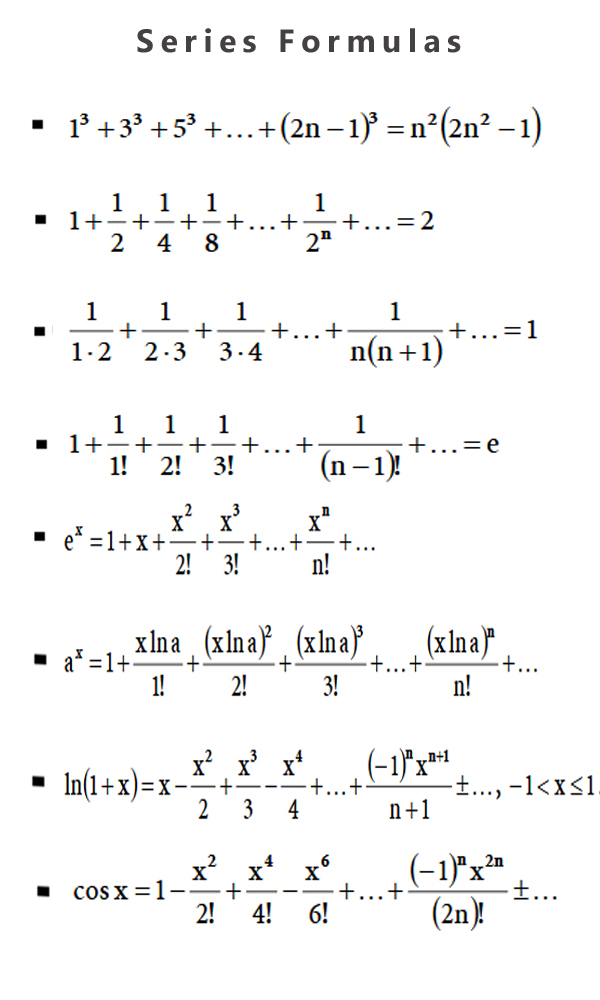 Series Formulas
▪ 1³ + 3³ + 5³ + ... + (2n − 1)³ = n²(2n² − 1)
▪ 1 + 1/2 + 1/4 + 1/8 + ... + 1/2ⁿ + ... = 2
▪ 1/(1·2) + 1/(2·3) + 1/(3·4) + ... + 1/(n(n + 1)) + ... = 1
▪ 1 + 1/1! + 1/2! + 1/3! + ... + 1/(n − 1)! + ... = e
▪ eˣ = 1 + x + x²/2! + x³/3! + ... + xⁿ/n! + ...
▪ aˣ = 1 + (x ln a)/1! + (x ln a)²/2! + (x ln a)³/3! + ... + (x ln a)ⁿ/n! + ...
▪ ln(1 + x) = x − x²/2 + x³/3 − x⁴/4 + ... + (−1)ⁿxⁿ⁺¹/(n + 1) ± ..., −1 < x ≤ 1.
▪ cos x = 1 − x²/2! + x⁴/4! − x⁶/6! + ... + (−1)ⁿx²ⁿ/(2n)! ± ...